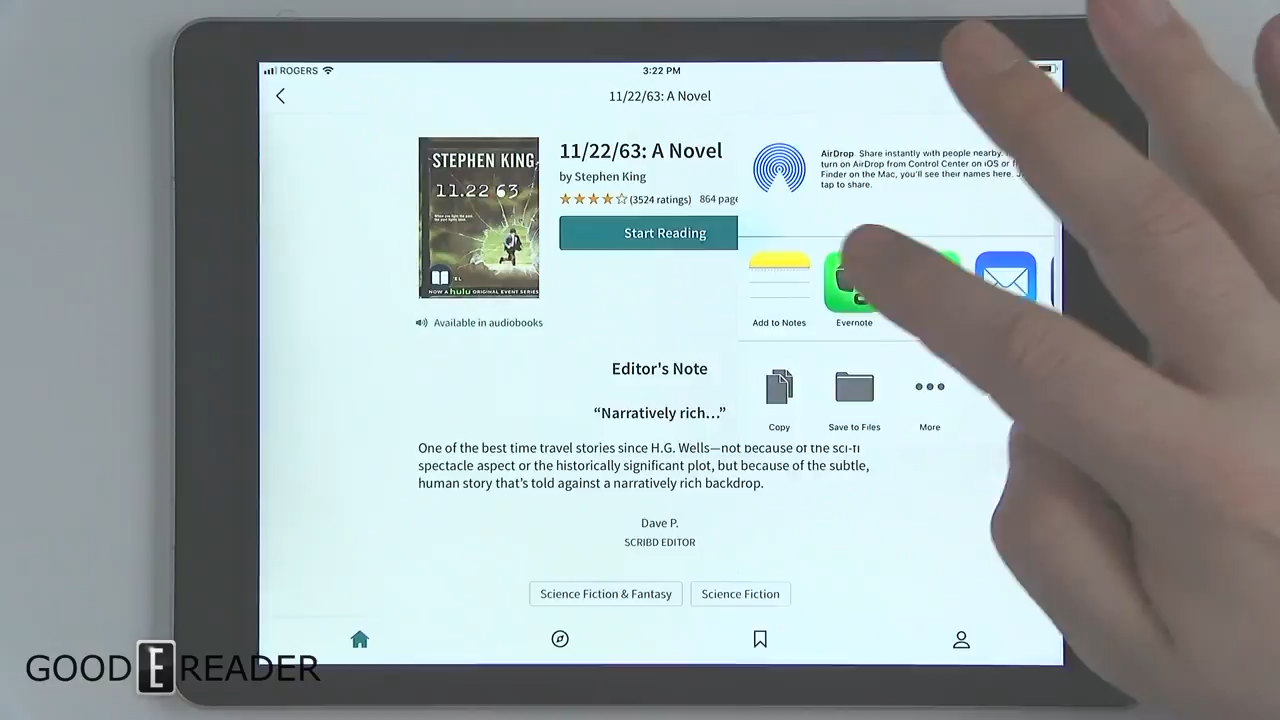 ROGERS
3:22 PM
11/22/63: A Novel
STEPHEN KING
11.22 63
NOW A hulu ORIGINAL EVENT SERIES
11/22/63: A Novel
by Stephen King
(3524 ratings) 864 page
Start Reading
Available in audiobooks
AirDrop Share instantly with people nearby.
turn on AirDrop from Control Center on iOS or f
Finder on the Mac, you'll see their names here. J
tap to share.
Add to Notes
Evernote
Copy
Save to Files
More
Editor's Note
“Narratively rich…”
One of the best time travel stories since H.G. Wells—not because of the sci-fi
spectacle aspect or the historically significant plot, but because of the subtle,
human story that's told against a narratively rich backdrop.
Dave P.
SCRIBD EDITOR
Science Fiction & Fantasy
Science Fiction
GOOD E READER